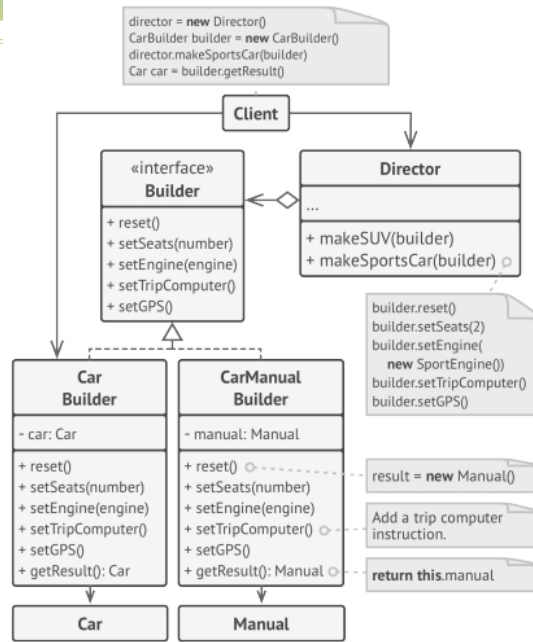 director = new Director()
CarBuilder builder = new CarBuilder()
director.makeSportsCar(builder)
Car car = builder.getResult()
Client
«interface»
Builder
+ reset()
+ setSeats(number)
+ setEngine(engine)
+ setTripComputer()
+ setGPS()
Director
...
+ makeSUV(builder)
+ makeSportsCar(builder)
builder.reset()
builder.setSeats(2)
builder.setEngine(
new SportEngine())
builder.setTripComputer()
builder.setGPS()
Car
Builder
- car: Car
+ reset()
+ setSeats(number)
+ setEngine(engine)
+ setTripComputer()
+ setGPS()
+ getResult(): Car
CarManual
Builder
- manual: Manual
+ reset()
+ setSeats(number)
+ setEngine(engine)
+ setTripComputer()
+ setGPS()
+ getResult(): Manual
result = new Manual()
Add a trip computer
instruction.
return this.manual
Car
Manual